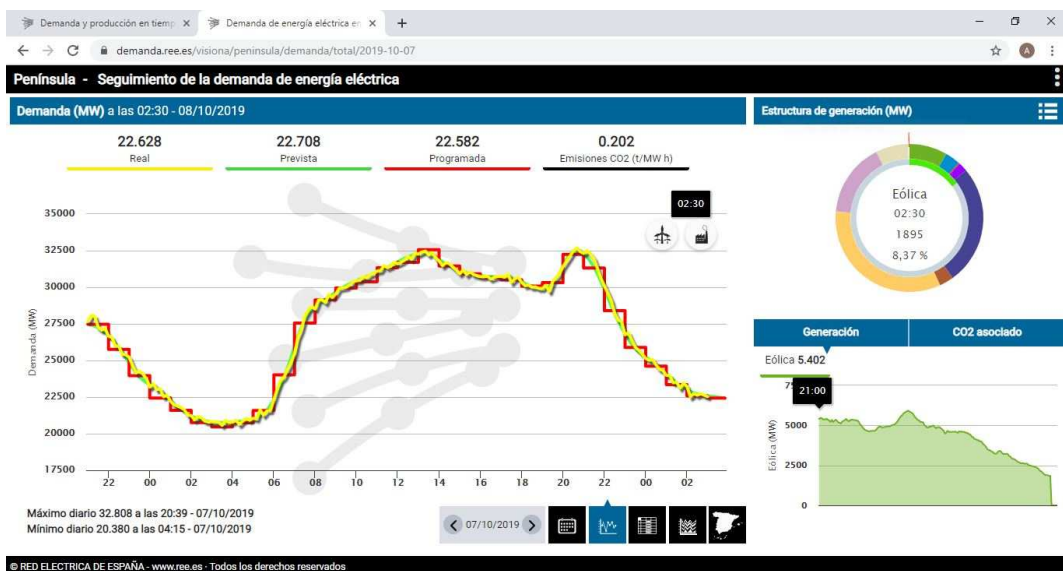 Demanda y producción en tiemp
Demanda de energía eléctrica en
demanda.ree.es/visiona/peninsula/demanda/total/2019-10-07
A
Península - Seguimiento de la demanda de energía eléctrica
Demanda (MW) a las 02:30 - 08/10/2019
22.628
Real
22.708
Prevista
22.582
Programada
0.202
Emisiones CO2 (t/MW h)
02:30
Demanda (MW)
35000
32500
30000
27500
25000
22500
20000
17500
22 00 02 04 06 08 10 12 14 16 18 20 22 00 02
Máximo diario 32.808 a las 20:39 - 07/10/2019
Mínimo diario 20.380 a las 04:15 - 07/10/2019
07/10/2019
Estructura de generación (MW)
Eólica
02:30
1895
8,37 %
Generación
CO2 asociado
Eólica 5.402
21:00
Eólica (MW)
5000
2500
0
© RED ELECTRICA DE ESPAÑA - www.ree.es - Todos los derechos reservados